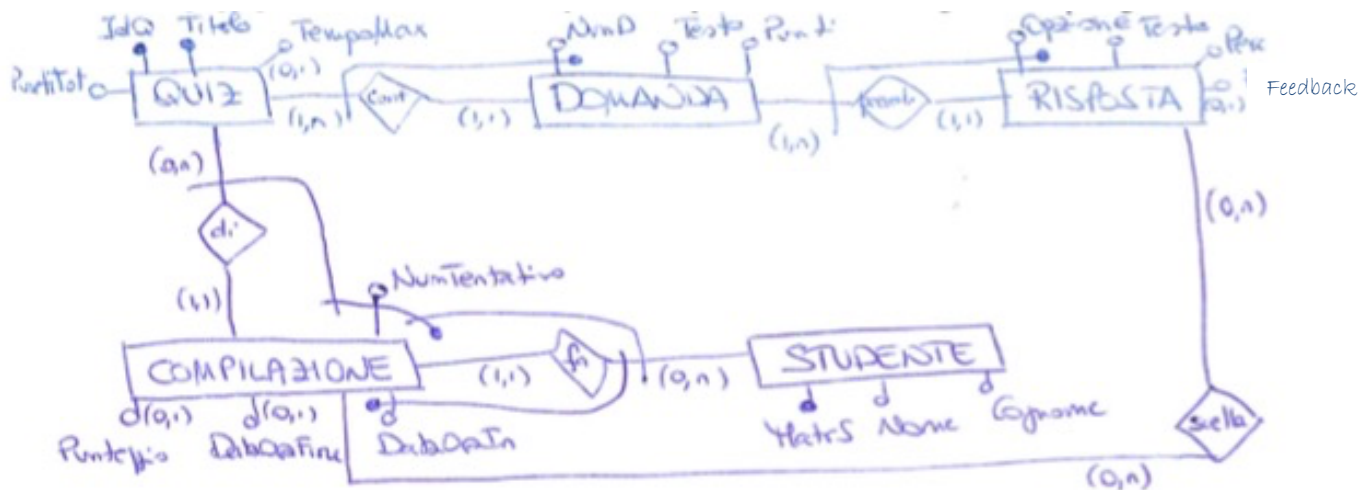 IdQ Titolo TempoMax NumD Testo Punti Opzione Testo Perc
PuntiTot QUIZ (0,1) DOMANDA RISPOSTA (0,1) Feedback
(1,n) Cont (1,1) (1,n) (1,1)
(0,n)
(0,n)
di
NumTentativo
(1,1)
COMPILAZIONE (1,1) (0,n) STUDENTE
(0,1) (0,1) MatrS Nome Cognome scelta
Punteggio DataOraFine DataOraIn
(0,n)